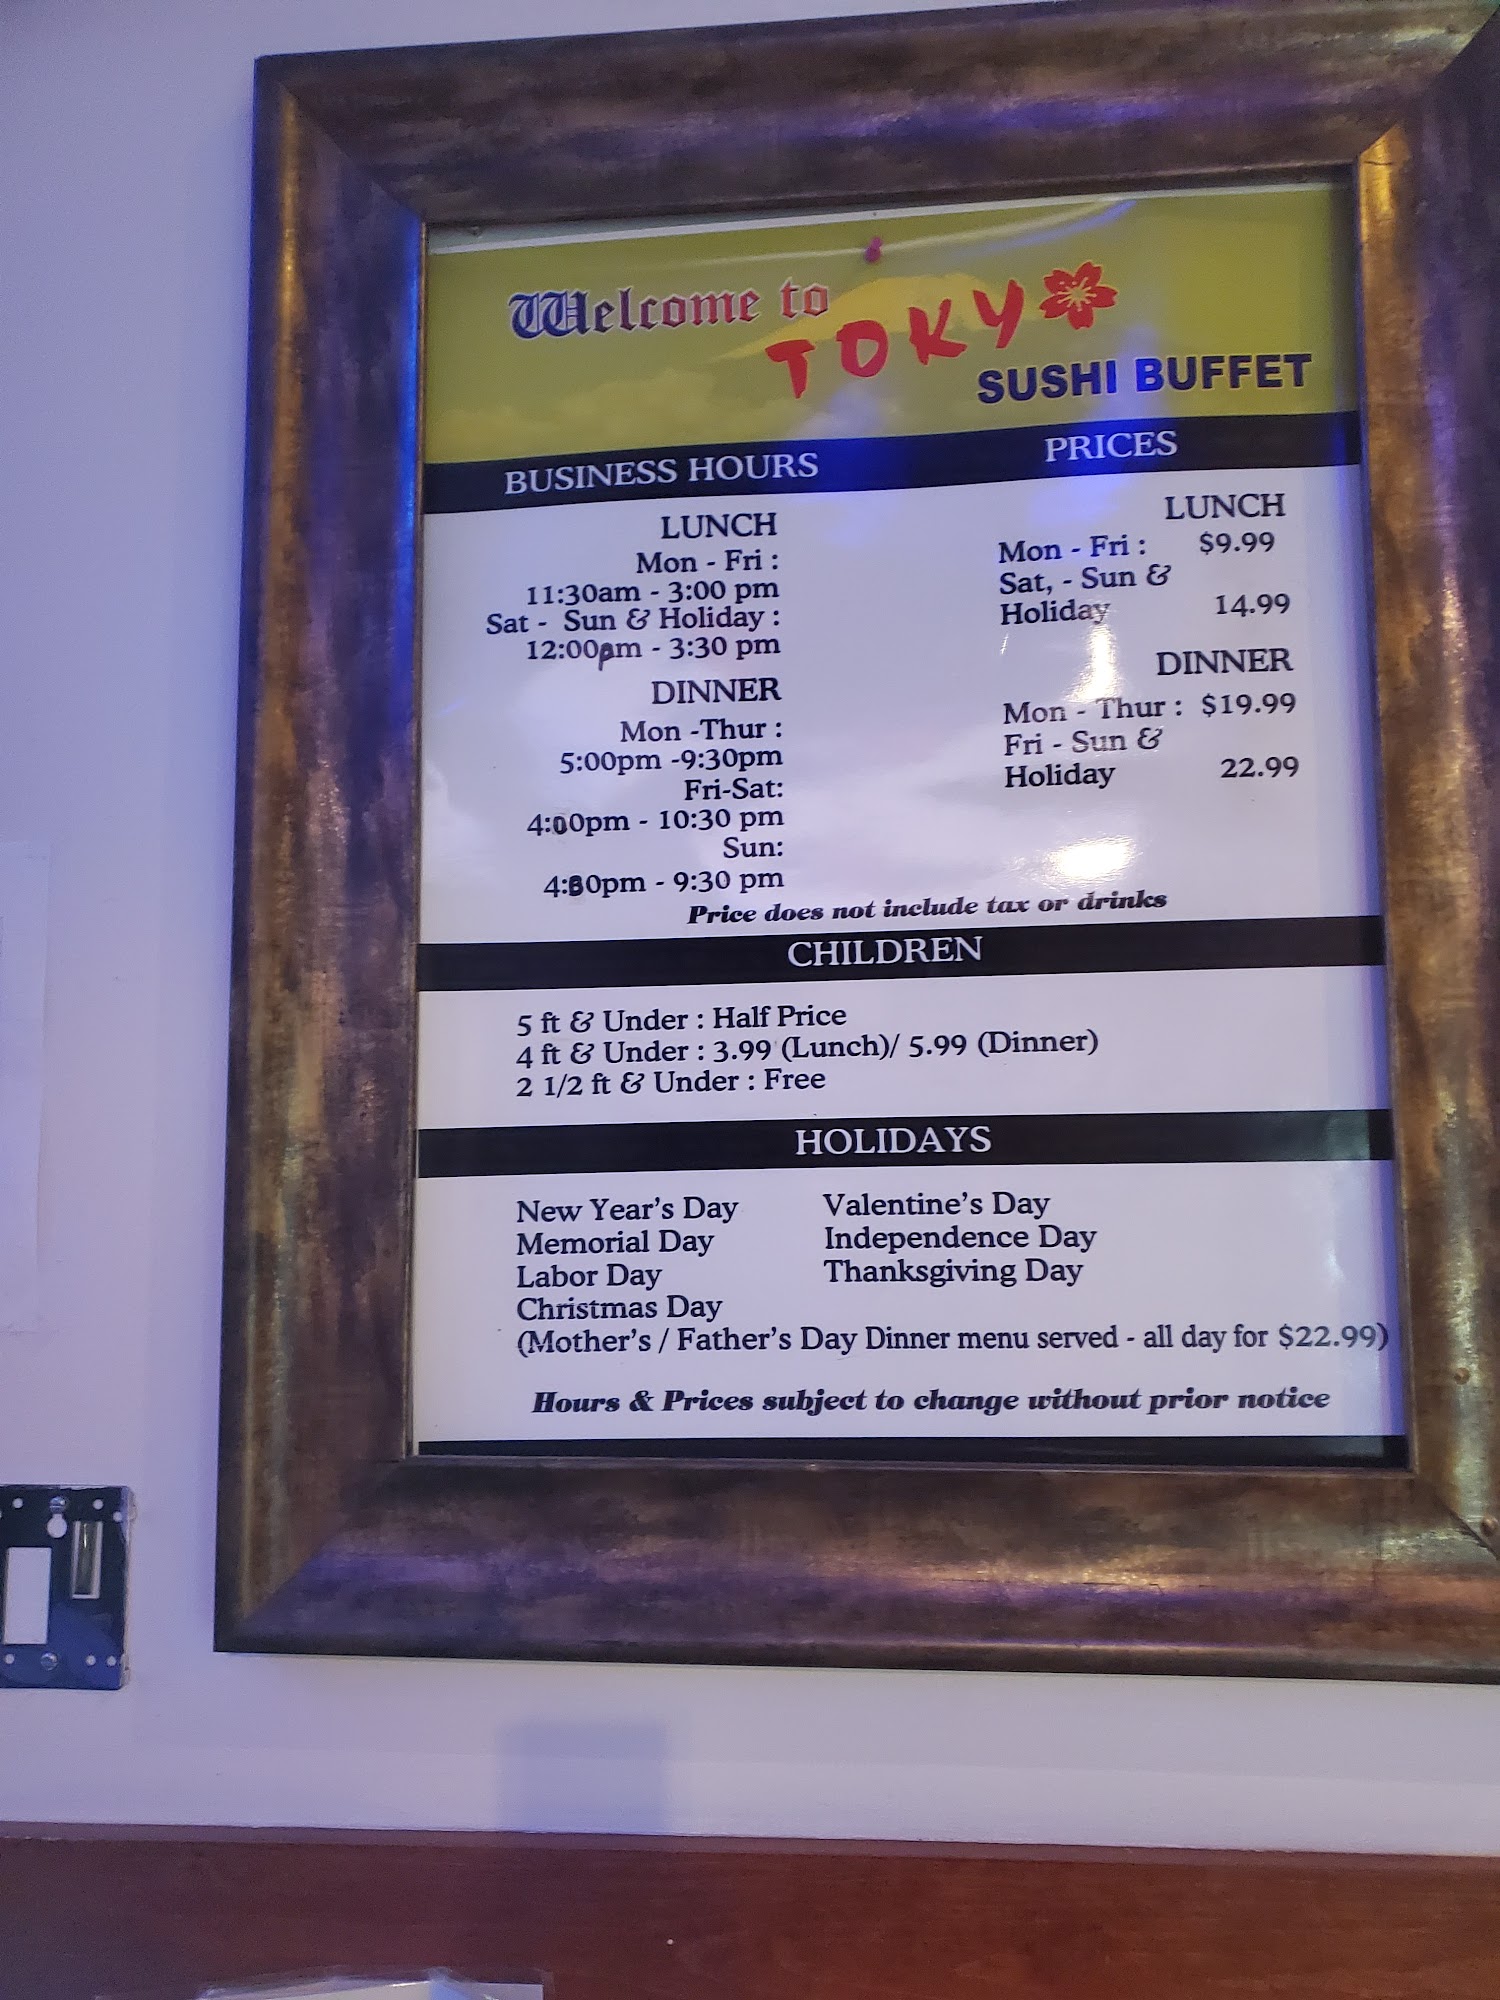 Welcome to
TOKYO
SUSHI BUFFET
BUSINESS HOURS
LUNCH
Mon - Fri :
11:30am - 3:00 pm
Sat - Sun & Holiday :
12:00pm - 3:30 pm
DINNER
Mon -Thur :
5:00pm -9:30pm
Fri-Sat:
4:00pm - 10:30 pm
Sun:
4:30pm - 9:30 pm
PRICES
LUNCH
Mon - Fri : $9.99
Sat, - Sun &
Holiday 14.99
DINNER
Mon - Thur : $19.99
Fri - Sun &
Holiday 22.99
Price does not include tax or drinks
CHILDREN
5 ft & Under : Half Price
4 ft & Under : 3.99 (Lunch)/ 5.99 (Dinner)
2 1/2 ft & Under : Free
HOLIDAYS
New Year's Day Valentine's Day
Memorial Day Independence Day
Labor Day Thanksgiving Day
Christmas Day
(Mother's / Father's Day Dinner menu served - all day for $22.99)
Hours & Prices subject to change without prior notice